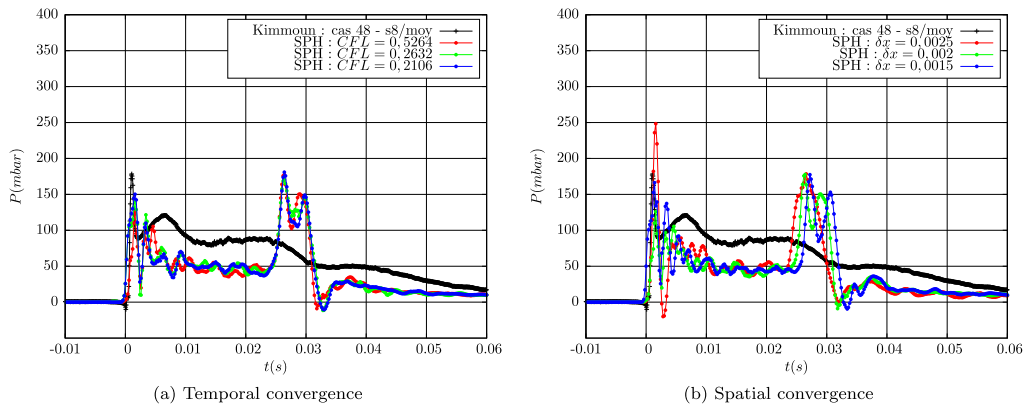 400
350
300
250
200
150
100
50
0
P(mbar)
-0.01
0
0.01
0.02
0.03
0.04
0.05
0.06
t(s)
Kimmoun : cas 48 - s8/moy
SPH : CFL = 0, 5264
SPH : CFL = 0, 2632
SPH : CFL = 0, 2106
(a) Temporal convergence
400
350
300
250
200
150
100
50
0
P(mbar)
-0.01
0
0.01
0.02
0.03
0.04
0.05
0.06
t(s)
Kimmoun : cas 48 - s8/moy
SPH : δx = 0, 0025
SPH : δx = 0, 002
SPH : δx = 0, 0015
(b) Spatial convergence